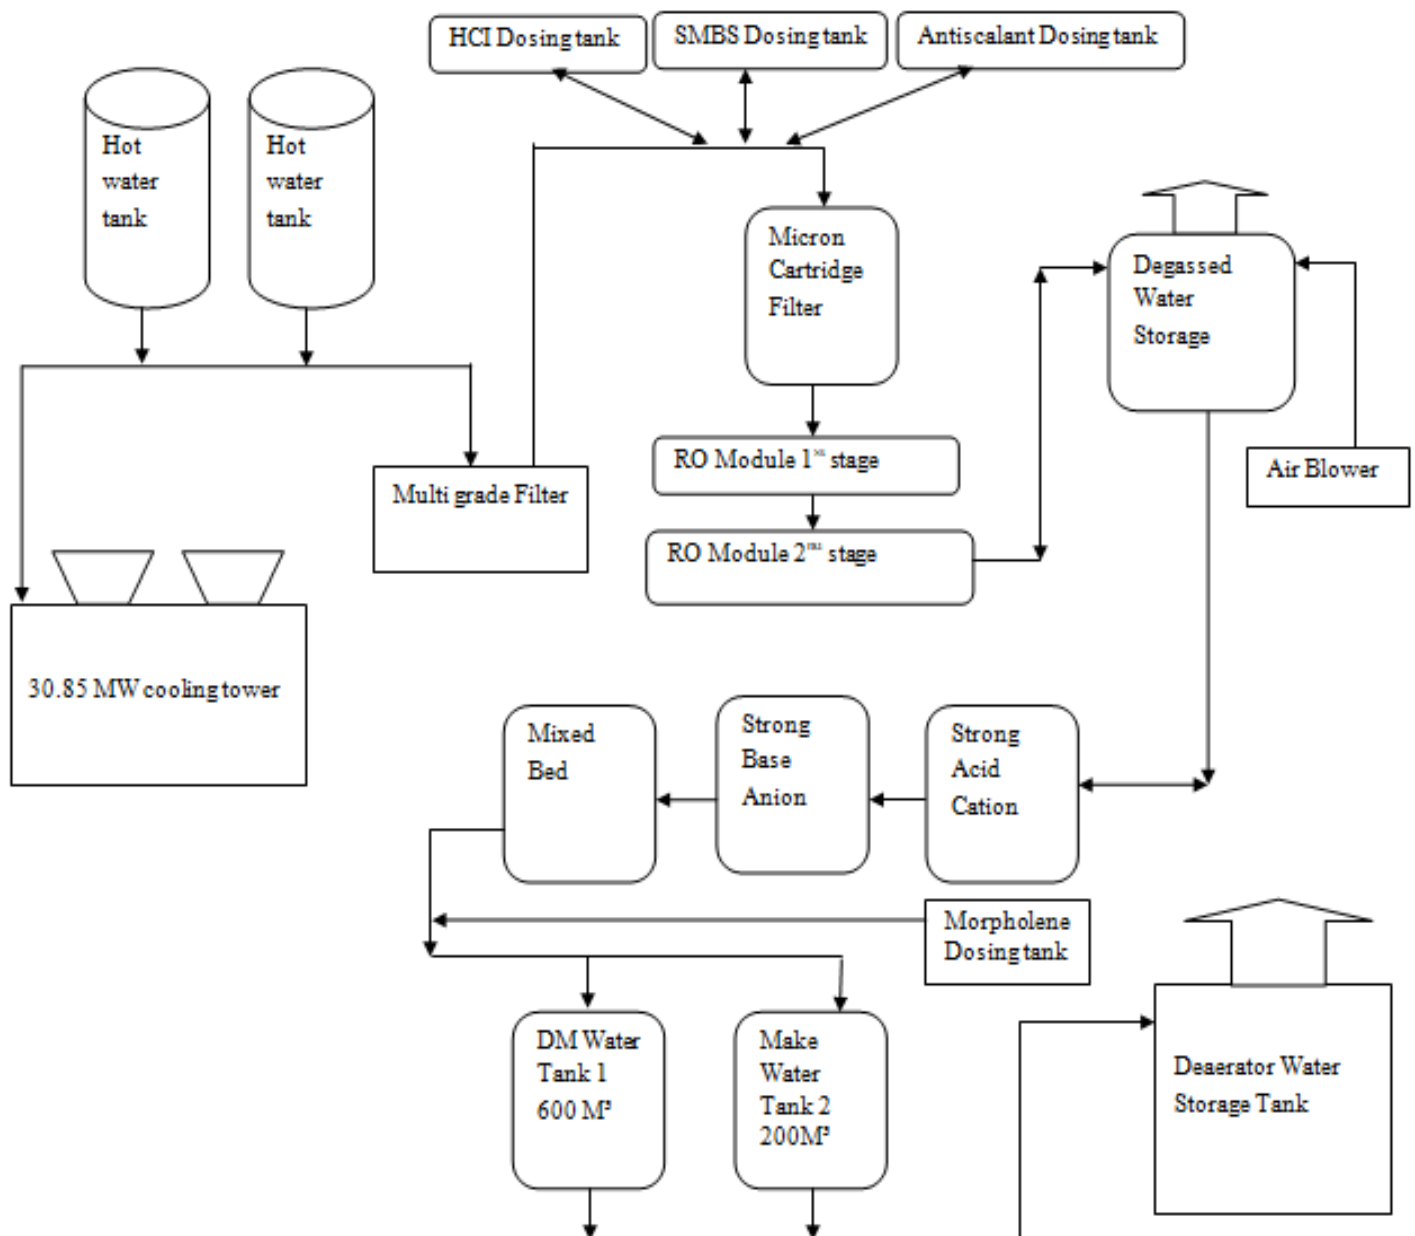 HCI Dosing tank
SMBS Dosing tank
Antiscalant Dosing tank
Hot
water
tank
Hot
water
tank
Micron
Cartridge
Filter
Degassed
Water
Storage
RO Module 1st stage
Multi grade Filter
Air Blower
RO Module 2nd stage
30.85 MW cooling tower
Mixed
Bed
Strong
Base
Anion
Strong
Acid
Cation
Morpholene
Dosing tank
DM Water
Tank 1
600 M³
Make
Water
Tank 2
200M³
Deaerator Water
Storage Tank